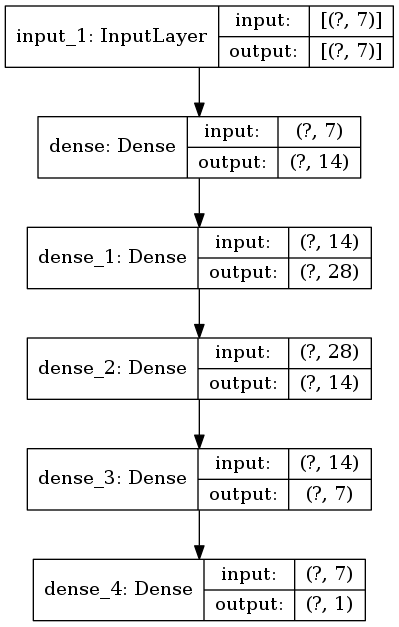 input_1: InputLayer
input: [(?, 7)]
output: [(?, 7)]
dense: Dense
input: (?, 7)
output: (?, 14)
dense_1: Dense
input: (?, 14)
output: (?, 28)
dense_2: Dense
input: (?, 28)
output: (?, 14)
dense_3: Dense
input: (?, 14)
output: (?, 7)
dense_4: Dense
input: (?, 7)
output: (?, 1)